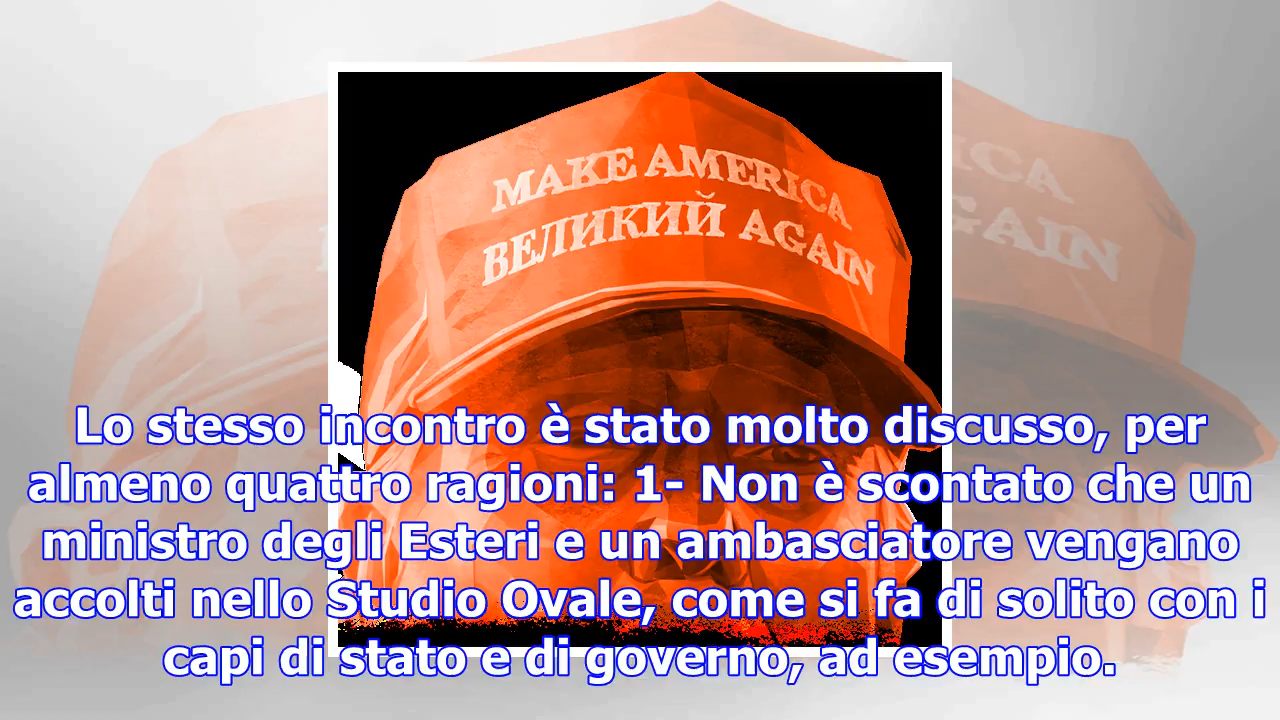 MAKE AMERICA
ВЕЛИКИЙ AGAIN
ICA
GAIN
Lo stesso incontro è stato molto discusso, per
almeno quattro ragioni: 1- Non è scontato che un
ministro degli Esteri e un ambasciatore vengano
accolti nello Studio Ovale, come si fa di solito con i
capi di stato e di governo, ad esempio.